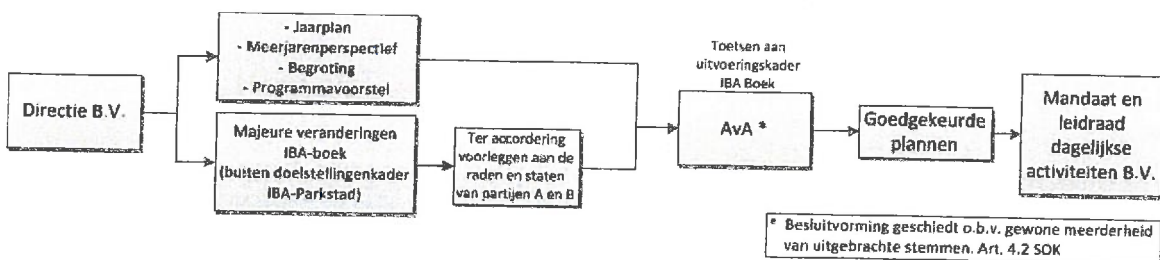 Directie B.V.
- Jaarplan
- Meerjarenperspectief
- Begroting
- Programmavoorstel
Majeure veranderingen
IBA-boek
(buiten doelstellingenkader
IBA-Parkstad)
Ter accordering
voorleggen aan de
raden en staten
van partijen A en B
Toetsen aan
uitvoeringskader
IBA Boek
AvA *
Goedgekeurde
plannen
Mandaat en
leidraad
dagelijkse
activiteiten B.V.
* Besluitvorming geschiedt o.b.v. gewone meerderheid
van uitgebrachte stemmen. Art. 4.2 SOK